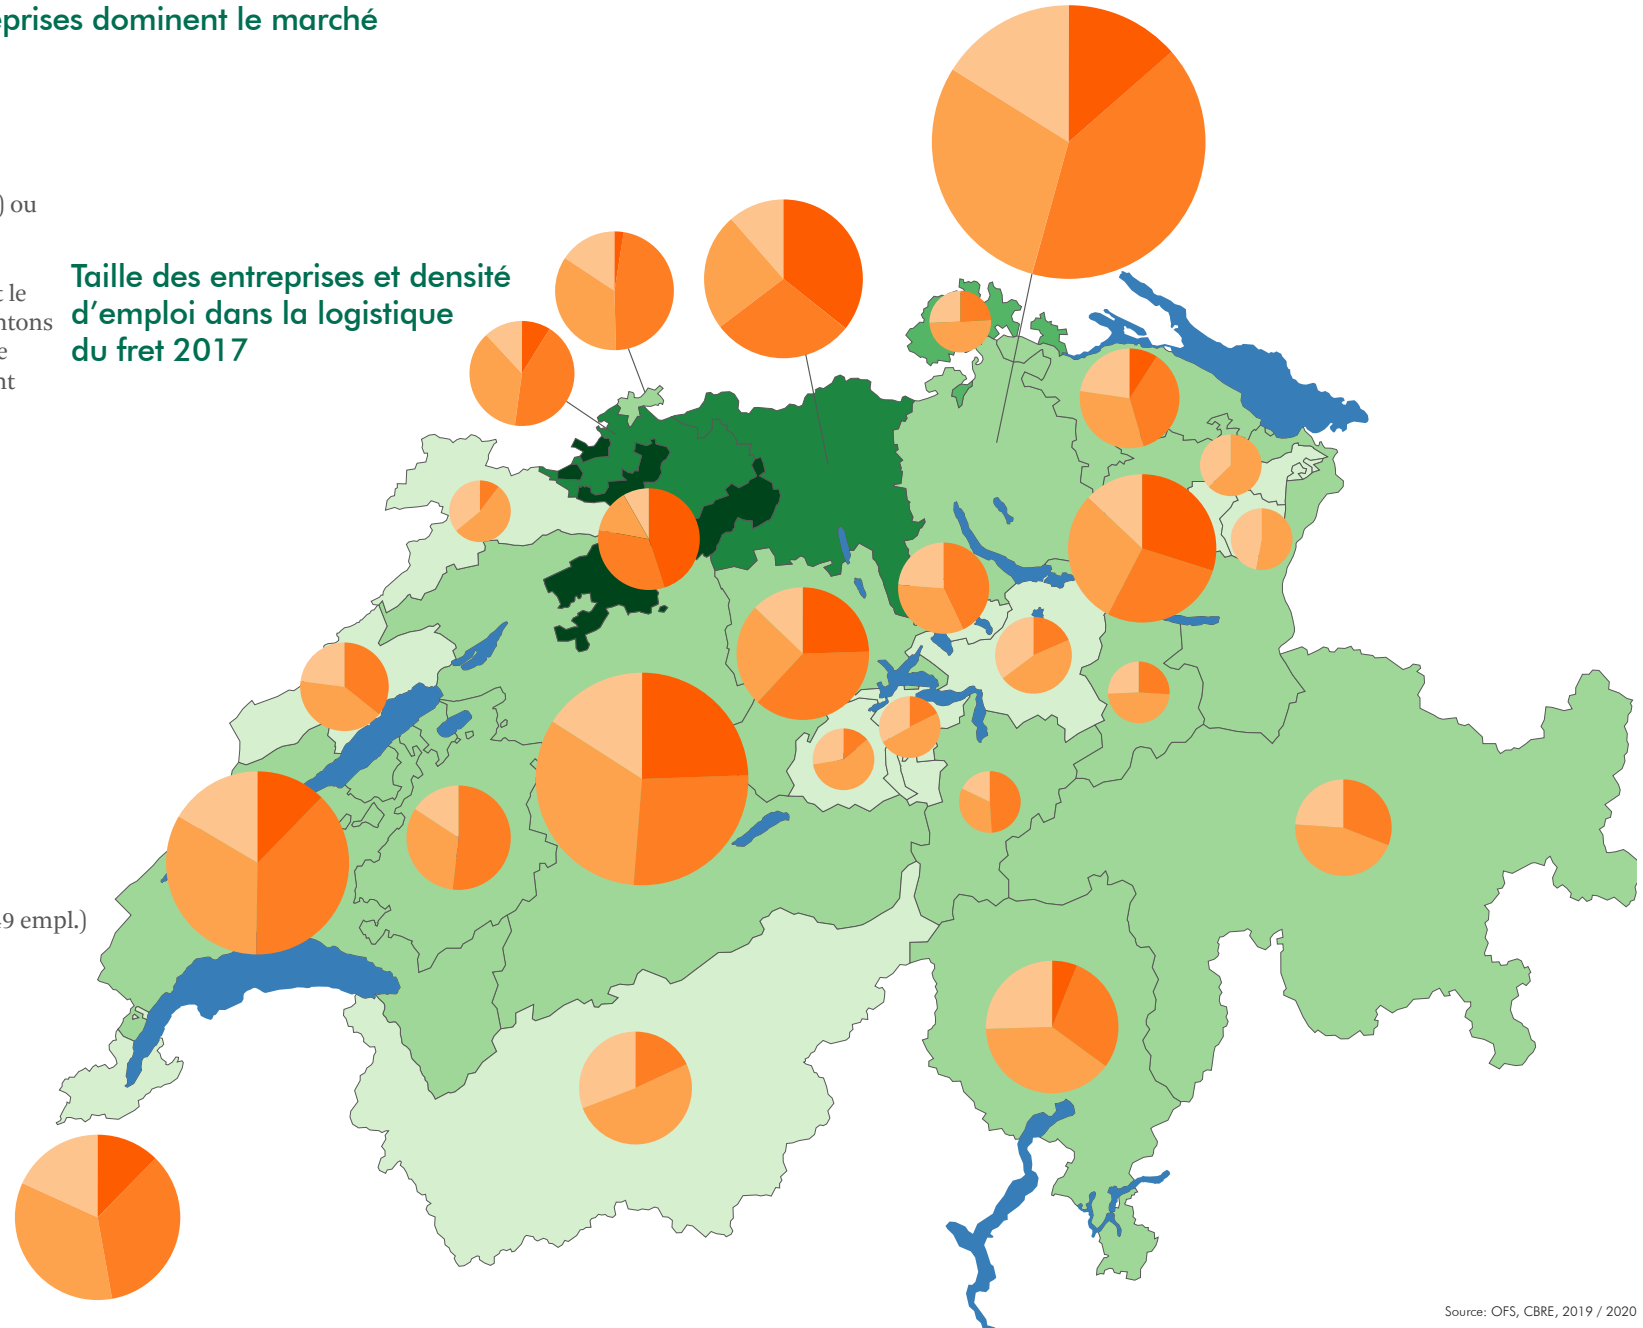 eprises dominent le marché
) ou
Taille des entreprises et densité
d’emploi dans la logistique
du fret 2017
t le
ntons
e
nt
49 empl.)
Source: OFS, CBRE, 2019 / 2020